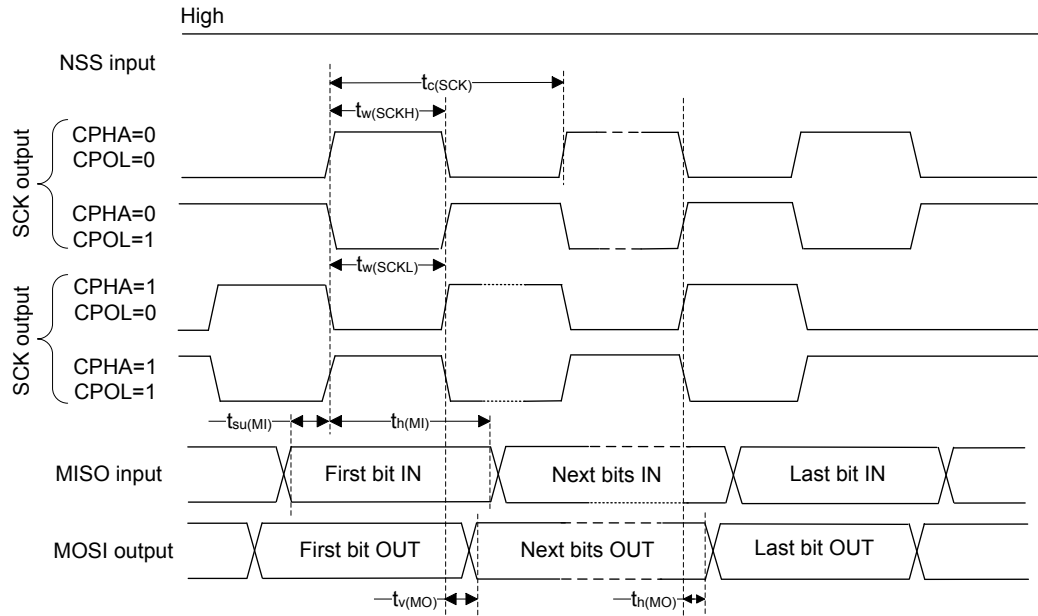 High
NSS input
tc(SCK)
tw(SCKH)
SCK output
CPHA=0
CPOL=0
CPHA=0
CPOL=1
tw(SCKL)
SCK output
CPHA=1
CPOL=0
CPHA=1
CPOL=1
tsu(MI)
th(MI)
MISO input
First bit IN
Next bits IN
Last bit IN
MOSI output
First bit OUT
Next bits OUT
Last bit OUT
tv(MO)
th(MO)